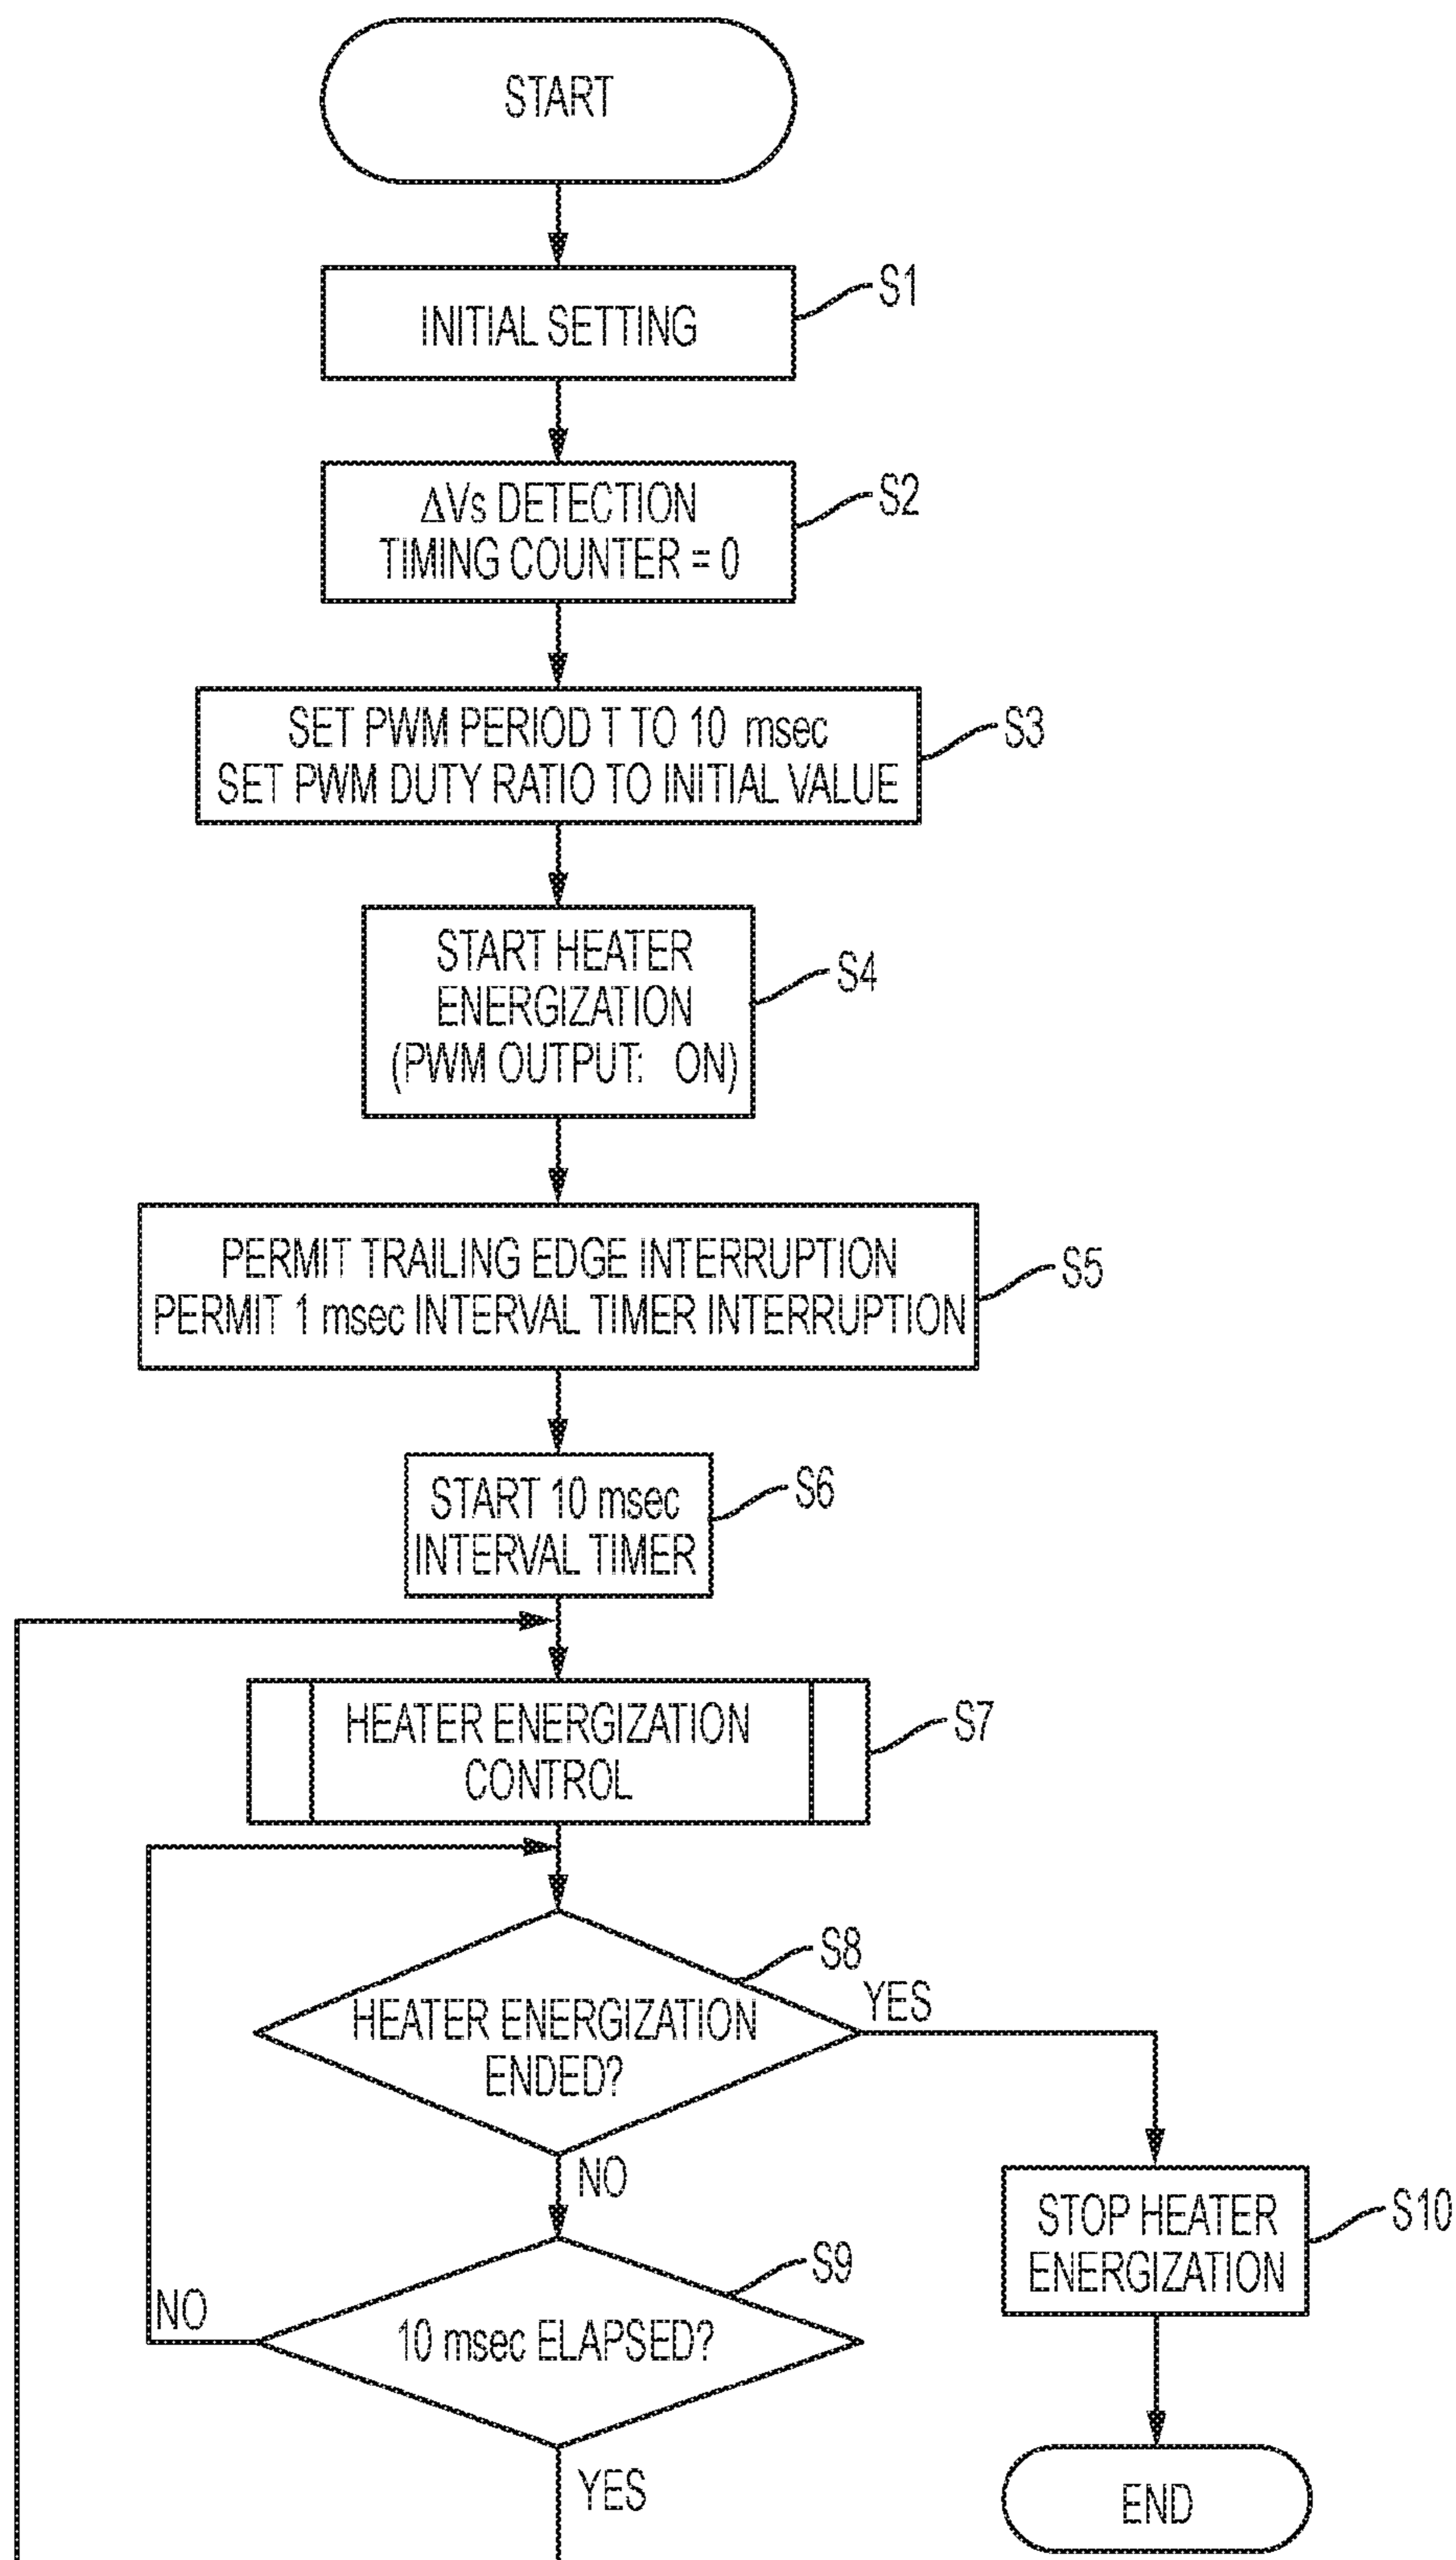 START
INITIAL SETTING
S1
ΔVs DETECTION
TIMING COUNTER = 0
S2
SET PWM PERIOD T TO 10 msec
SET PWM DUTY RATIO TO INITIAL VALUE
S3
START HEATER
ENERGIZATION
(PWM OUTPUT: ON)
S4
PERMIT TRAILING EDGE INTERRUPTION
PERMIT 1 msec INTERVAL TIMER INTERRUPTION
S5
START 10 msec
INTERVAL TIMER
S6
HEATER ENERGIZATION
CONTROL
S7
HEATER ENERGIZATION
ENDED?
S8
YES
NO
STOP HEATER
ENERGIZATION
S10
10 msec ELAPSED?
S9
NO
YES
END